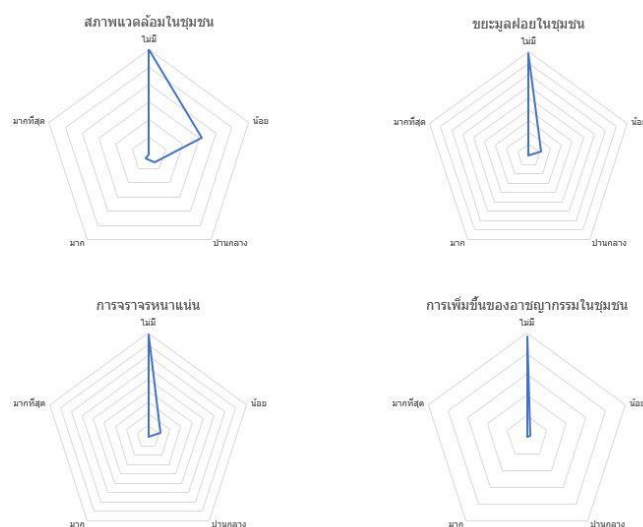 สภาพแวดล้อมในชุมชน
ไม่มี
มากที่สุด
น้อย
มาก
ปานกลาง
ขยะมูลฝอยในชุมชน
ไม่มี
มากที่สุด
น้อย
มาก
ปานกลาง
การจราจรหนาแน่น
ไม่มี
มากที่สุด
น้อย
มาก
ปานกลาง
การเพิ่มขึ้นของอาชญากรรมในชุมชน
ไม่มี
มากที่สุด
น้อย
มาก
ปานกลาง